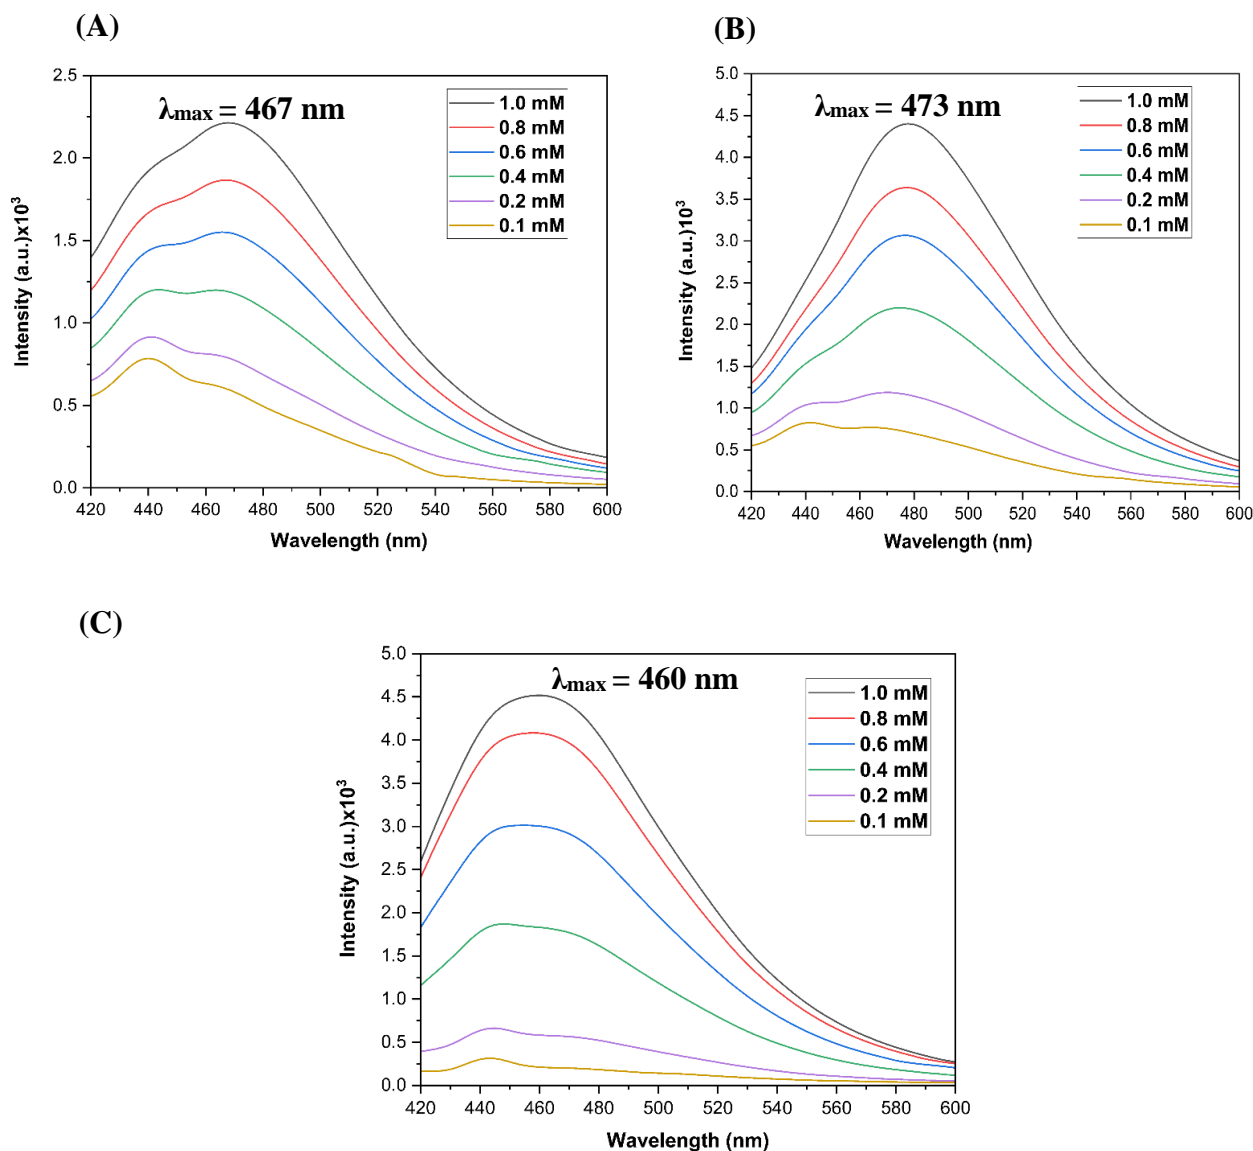 (A)
λmax = 467 nm
1.0 mM
0.8 mM
0.6 mM
0.4 mM
0.2 mM
0.1 mM
Intensity (a.u.)x10³
2.5
2.0
1.5
1.0
0.5
0.0
420 440 460 480 500 520 540 560 580 600
Wavelength (nm)
(B)
λmax = 473 nm
1.0 mM
0.8 mM
0.6 mM
0.4 mM
0.2 mM
0.1 mM
Intensity (a.u.)10³
5.0
4.5
4.0
3.5
3.0
2.5
2.0
1.5
1.0
0.5
0.0
420 440 460 480 500 520 540 560 580 600
Wavelength (nm)
(C)
λmax = 460 nm
1.0 mM
0.8 mM
0.6 mM
0.4 mM
0.2 mM
0.1 mM
Intensity (a.u.)x10³
5.0
4.5
4.0
3.5
3.0
2.5
2.0
1.5
1.0
0.5
0.0
420 440 460 480 500 520 540 560 580 600
Wavelength (nm)